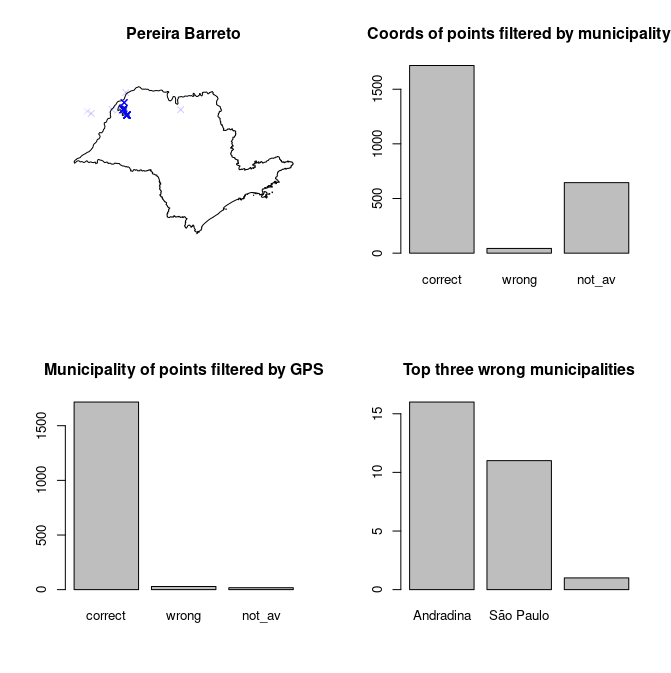 Pereira Barreto
Coords of points filtered by municipality
1500
1000
500
0
correct wrong not_av
Municipality of points filtered by GPS
1500
1000
500
0
correct wrong not_av
Top three wrong municipalities
15
10
5
0
Andradina São Paulo